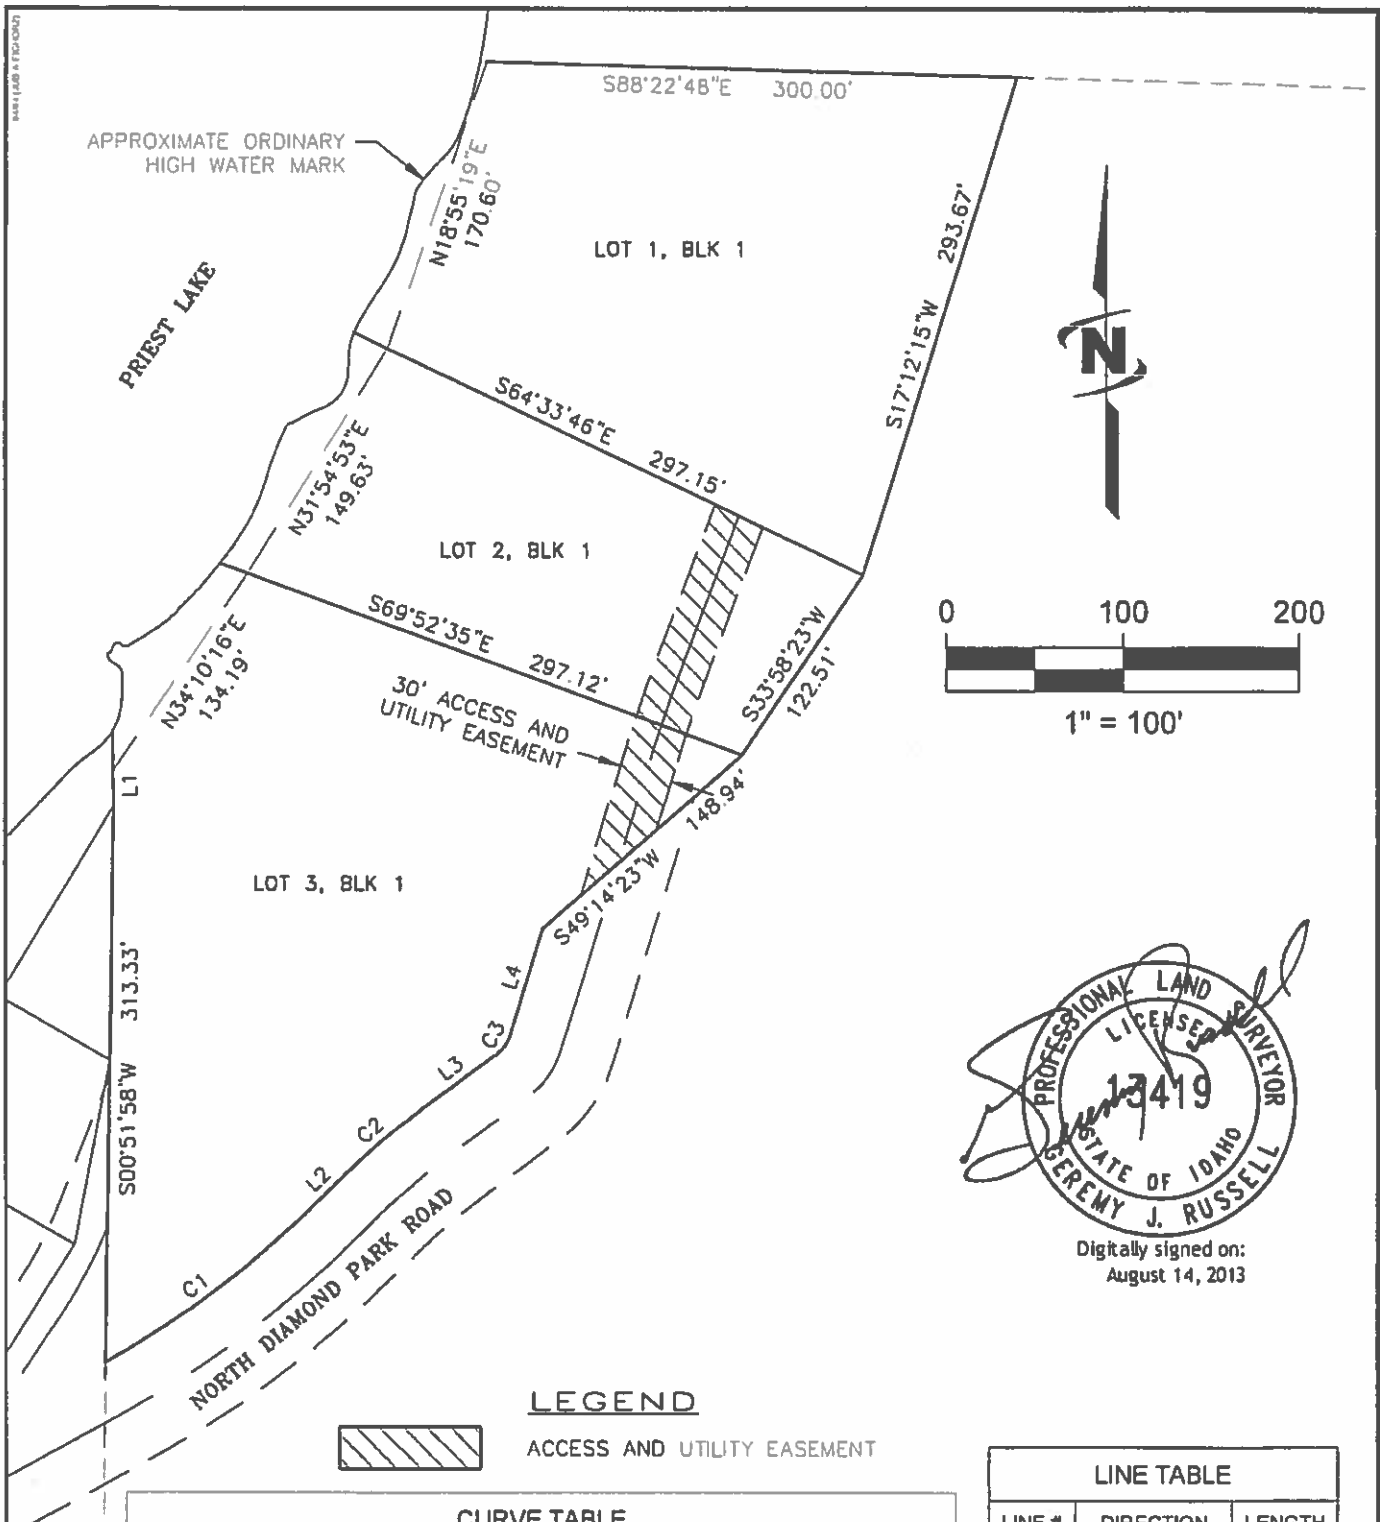 S88°22'48"E 300.00'
APPROXIMATE ORDINARY
HIGH WATER MARK
N18°55'19"E
170.60'
LOT 1, BLK 1
293.67'
S17°12'15"W
PRIEST LAKE
N
S64°33'46"E 297.15'
N31°54'53"E
149.63'
LOT 2, BLK 1
0 100 200
1" = 100'
S69°52'35"E 297.12'
S33°58'23"W
122.51'
N34°10'16"E
134.19'
30' ACCESS AND
UTILITY EASEMENT
L1
148.94'
S49°14'23"W
LOT 3, BLK 1
313.33'
S00°51'58"W
L4
C3
L3
C2
L2
C1
NORTH DIAMOND PARK ROAD
PROFESSIONAL LAND SURVEYOR
LICENSED
13419
STATE OF IDAHO
GEREMY J. RUSSELL
Digitally signed on:
August 14, 2013
LEGEND
ACCESS AND UTILITY EASEMENT
CURVE TABLE
LINE TABLE
LINE # DIRECTION LENGTH